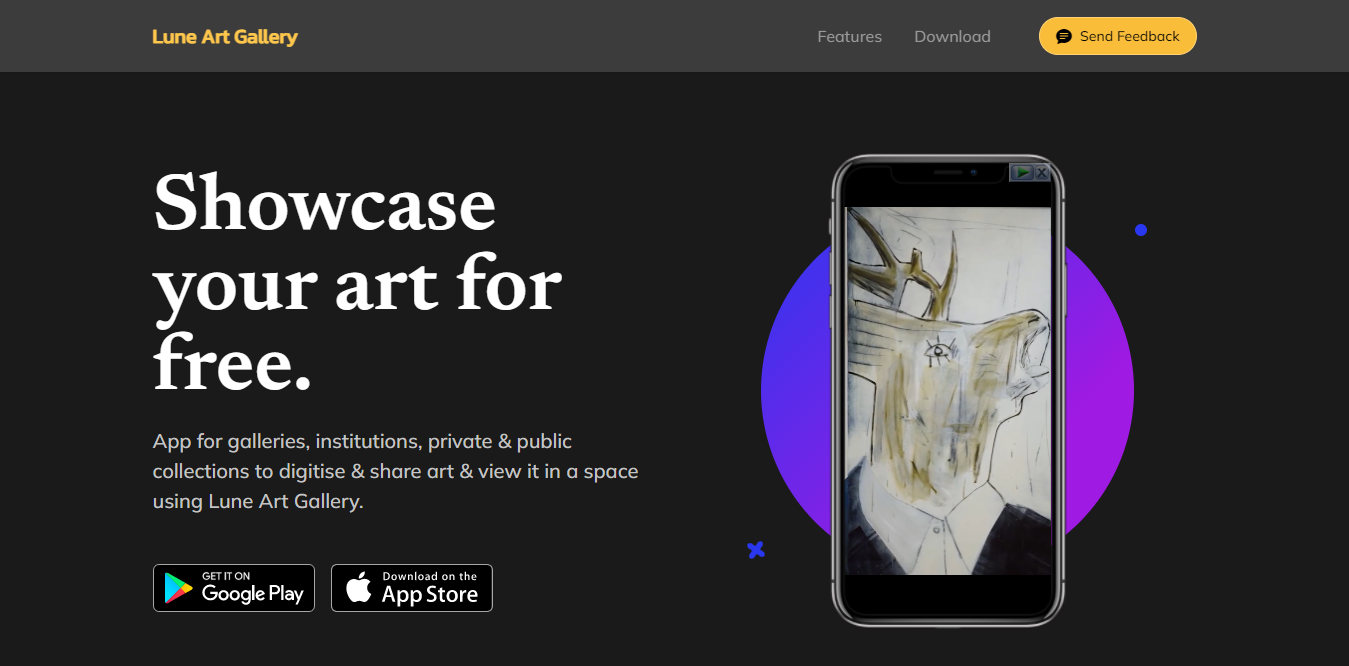 Lune Art Gallery
Features
Download
Send Feedback
Showcase
your art for
free.
App for galleries, institutions, private & public
collections to digitise & share art & view it in a space
using Lune Art Gallery.
GET IT ON
Google Play
Download on the
App Store